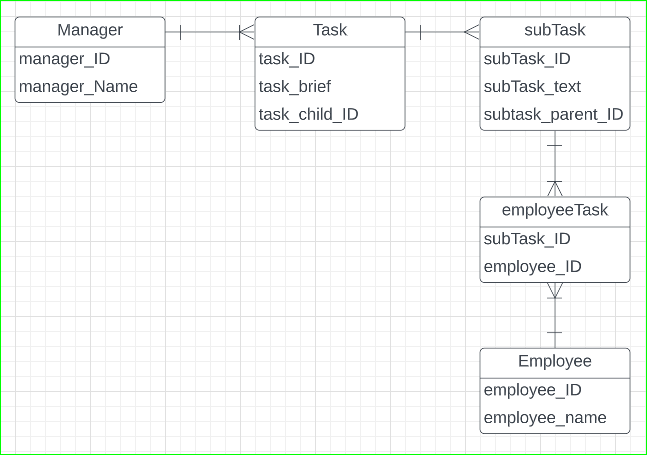 Manager
manager_ID
manager_Name
Task
task_ID
task_brief
task_child_ID
subTask
subTask_ID
subTask_text
subtask_parent_ID
employeeTask
subTask_ID
employee_ID
Employee
employee_ID
employee_name